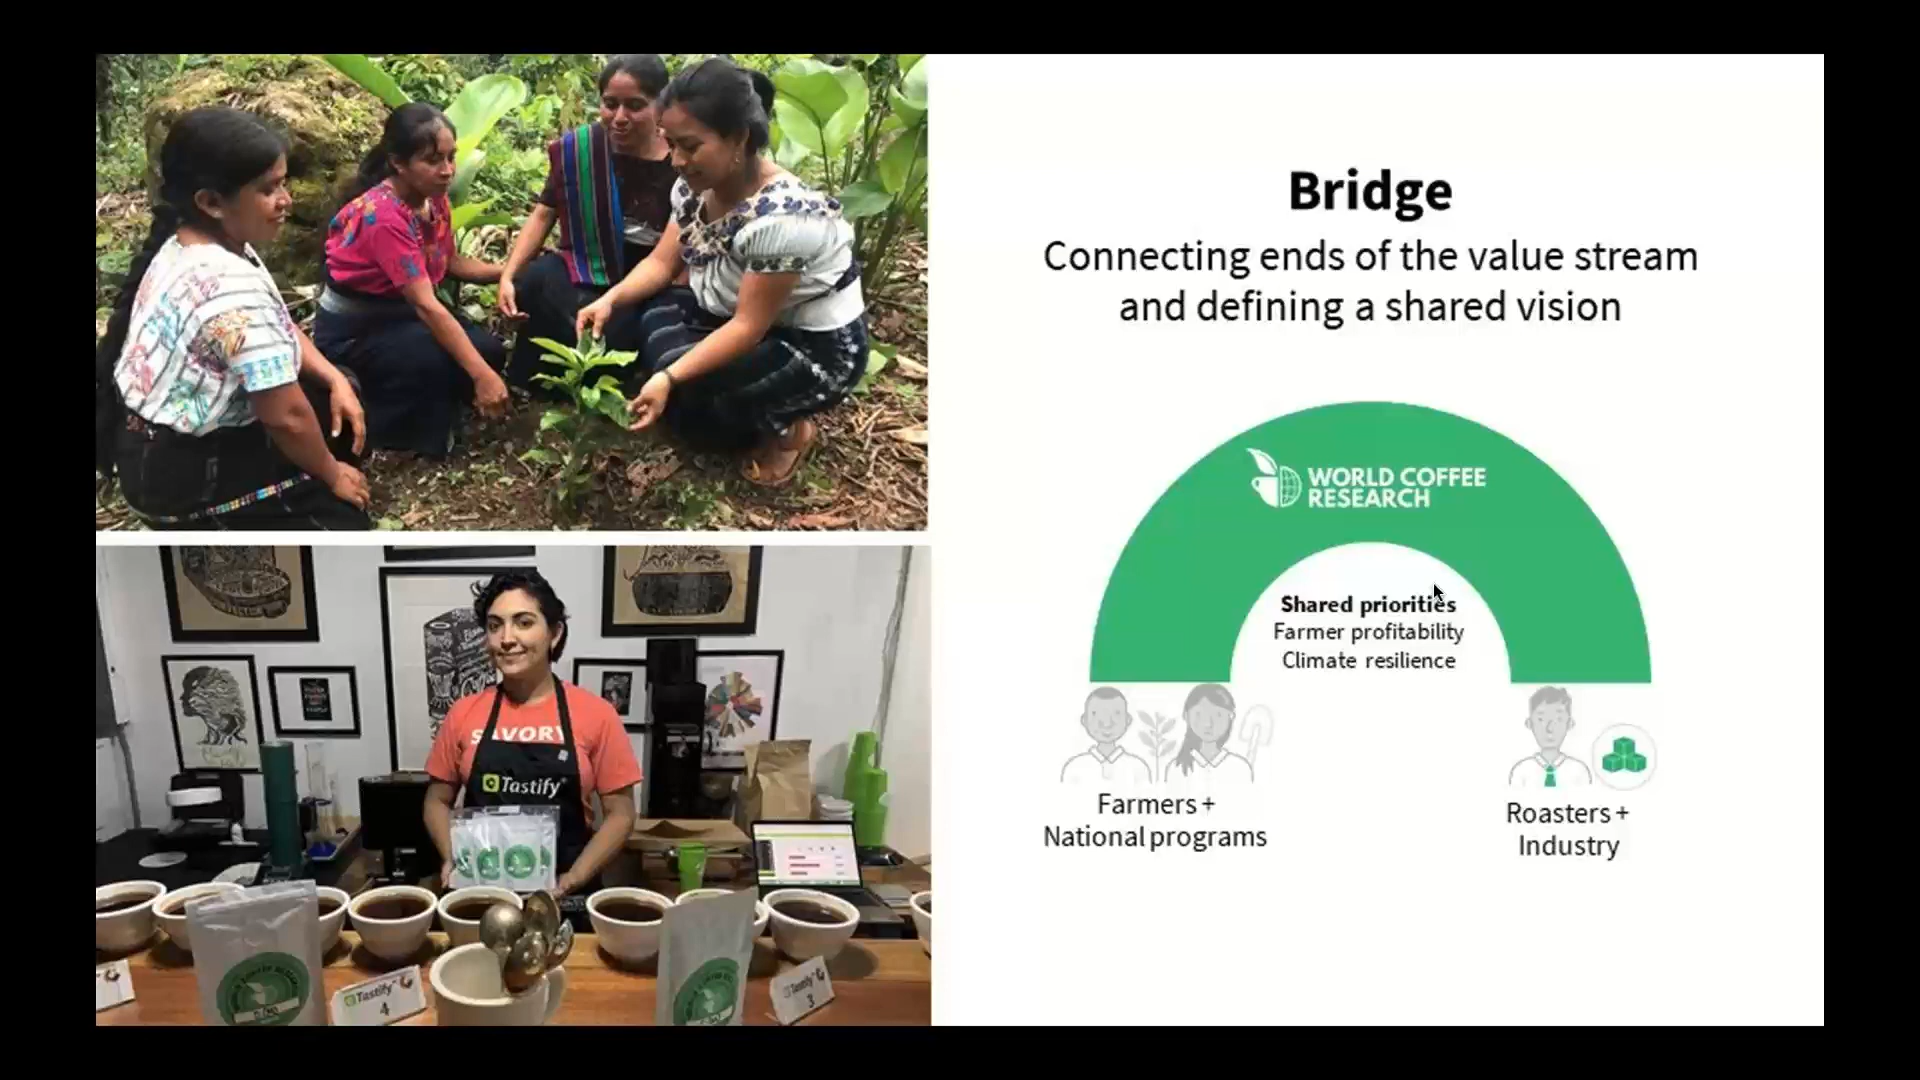 Bridge
Connecting ends of the value stream
and defining a shared vision
WORLD COFFEE
RESEARCH
Shared priorities
Farmer profitability
Climate resilience
Farmers +
National programs
Roasters +
Industry
SAVORY
Tastify
Tastify
4
Tastify
3